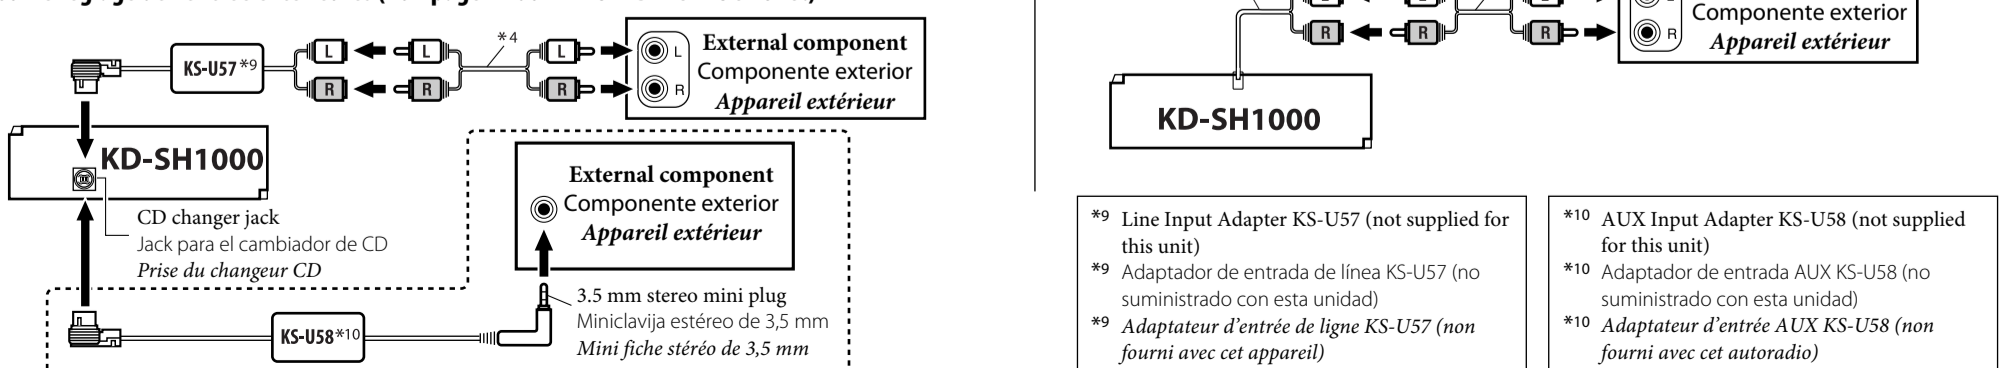 *4
L
L
L
L
External component
KS-U57 *9
Componente exterior
R
R
R
R
Appareil extérieur
KD-SH1000
CD changer jack
Jack para el cambiador de CD
Prise du changeur CD
External component
Componente exterior
Appareil extérieur
3.5 mm stereo mini plug
Miniclavija estéreo de 3,5 mm
Mini fiche stéréo de 3,5 mm
KS-U58*10
Componente exterior
R
R
R
R
Appareil extérieur
KD-SH1000
*9 Line Input Adapter KS-U57 (not supplied for
this unit)
*9 Adaptador de entrada de línea KS-U57 (no
suministrado con esta unidad)
*9 Adaptateur d'entrée de ligne KS-U57 (non
fourni avec cet appareil)
*10 AUX Input Adapter KS-U58 (not supplied
for this unit)
*10 Adaptador de entrada AUX KS-U58 (no
suministrado con esta unidad)
*10 Adaptateur d'entrée AUX KS-U58 (non
fourni avec cet autoradio)